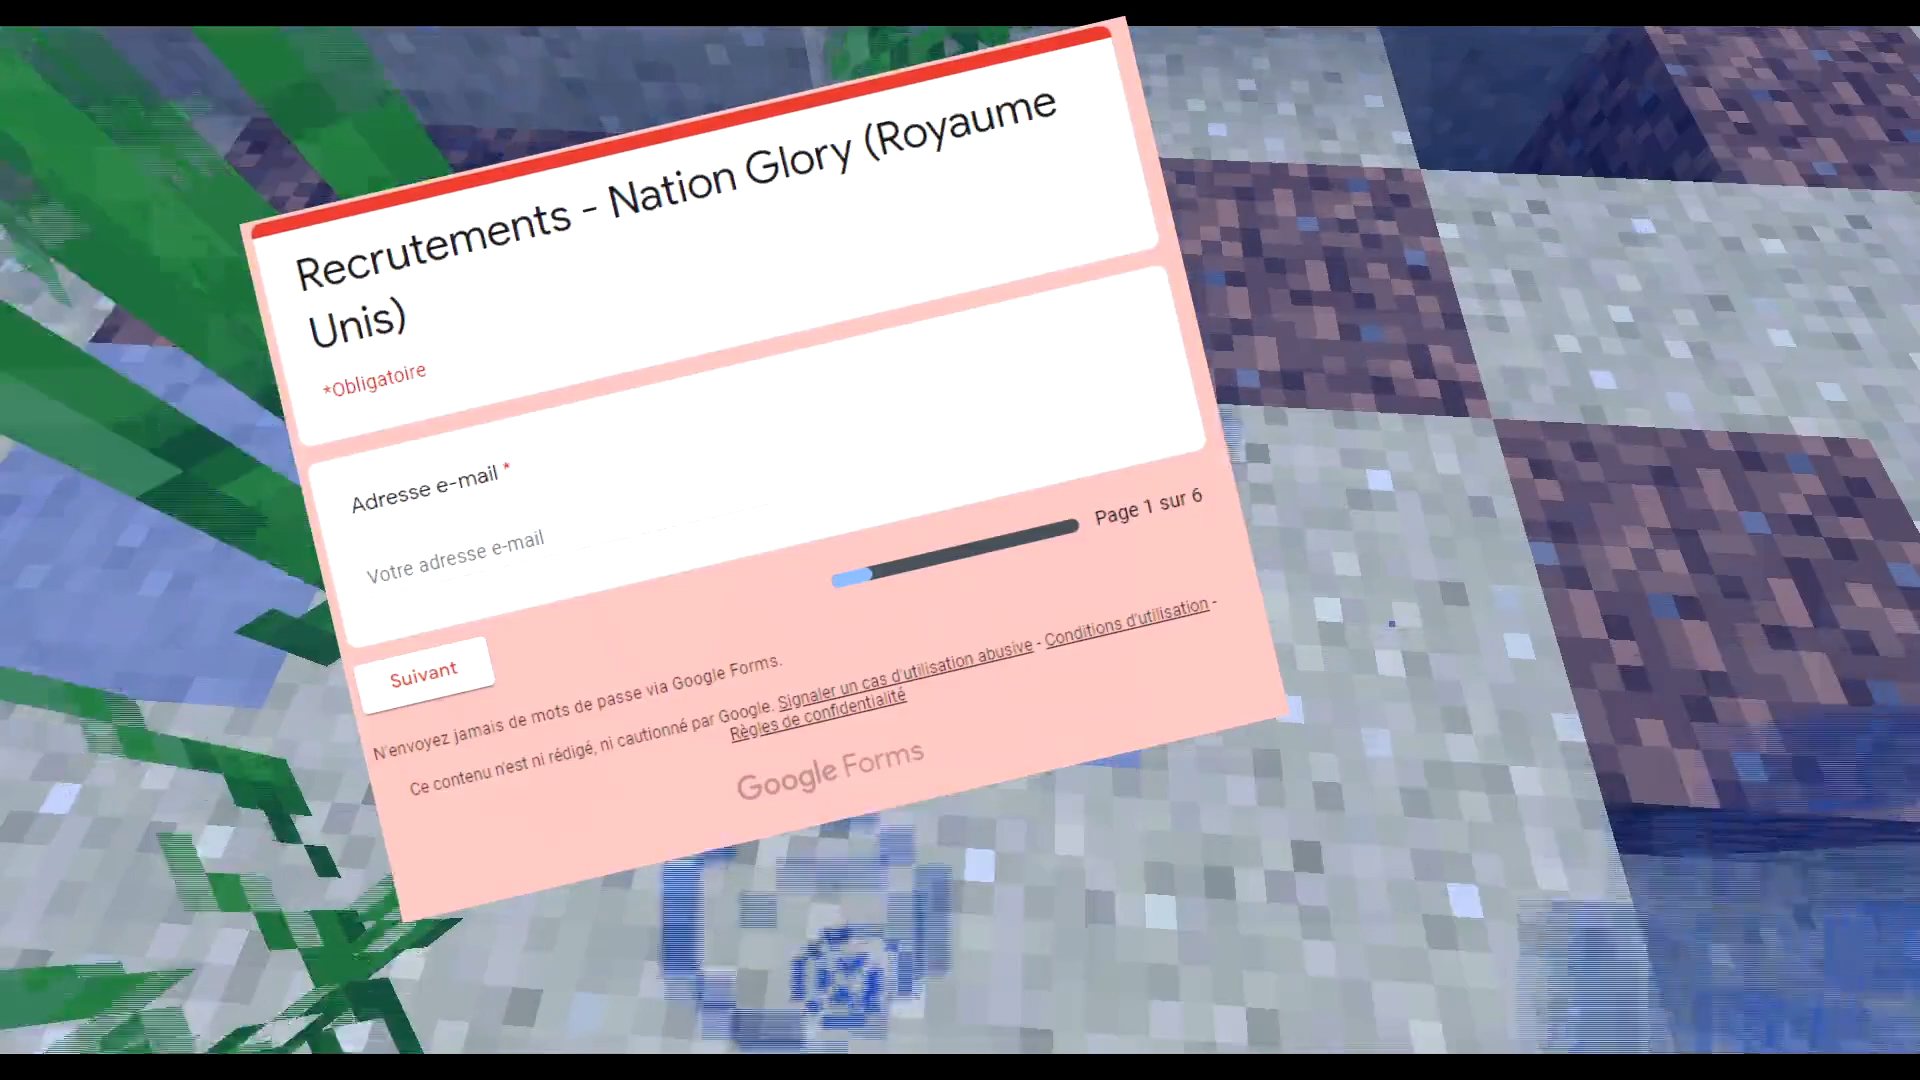 Recrutements - Nation Glory (Royaume
Unis)
*Obligatoire
Adresse e-mail *
Votre adresse e-mail
Page 1 sur 6
Suivant
N'envoyez jamais de mots de passe via Google Forms.
Ce contenu n'est ni rédigé, ni cautionné par Google. Signaler un cas d'utilisation abusive - Conditions d'utilisation -
Règles de confidentialité
Google Forms